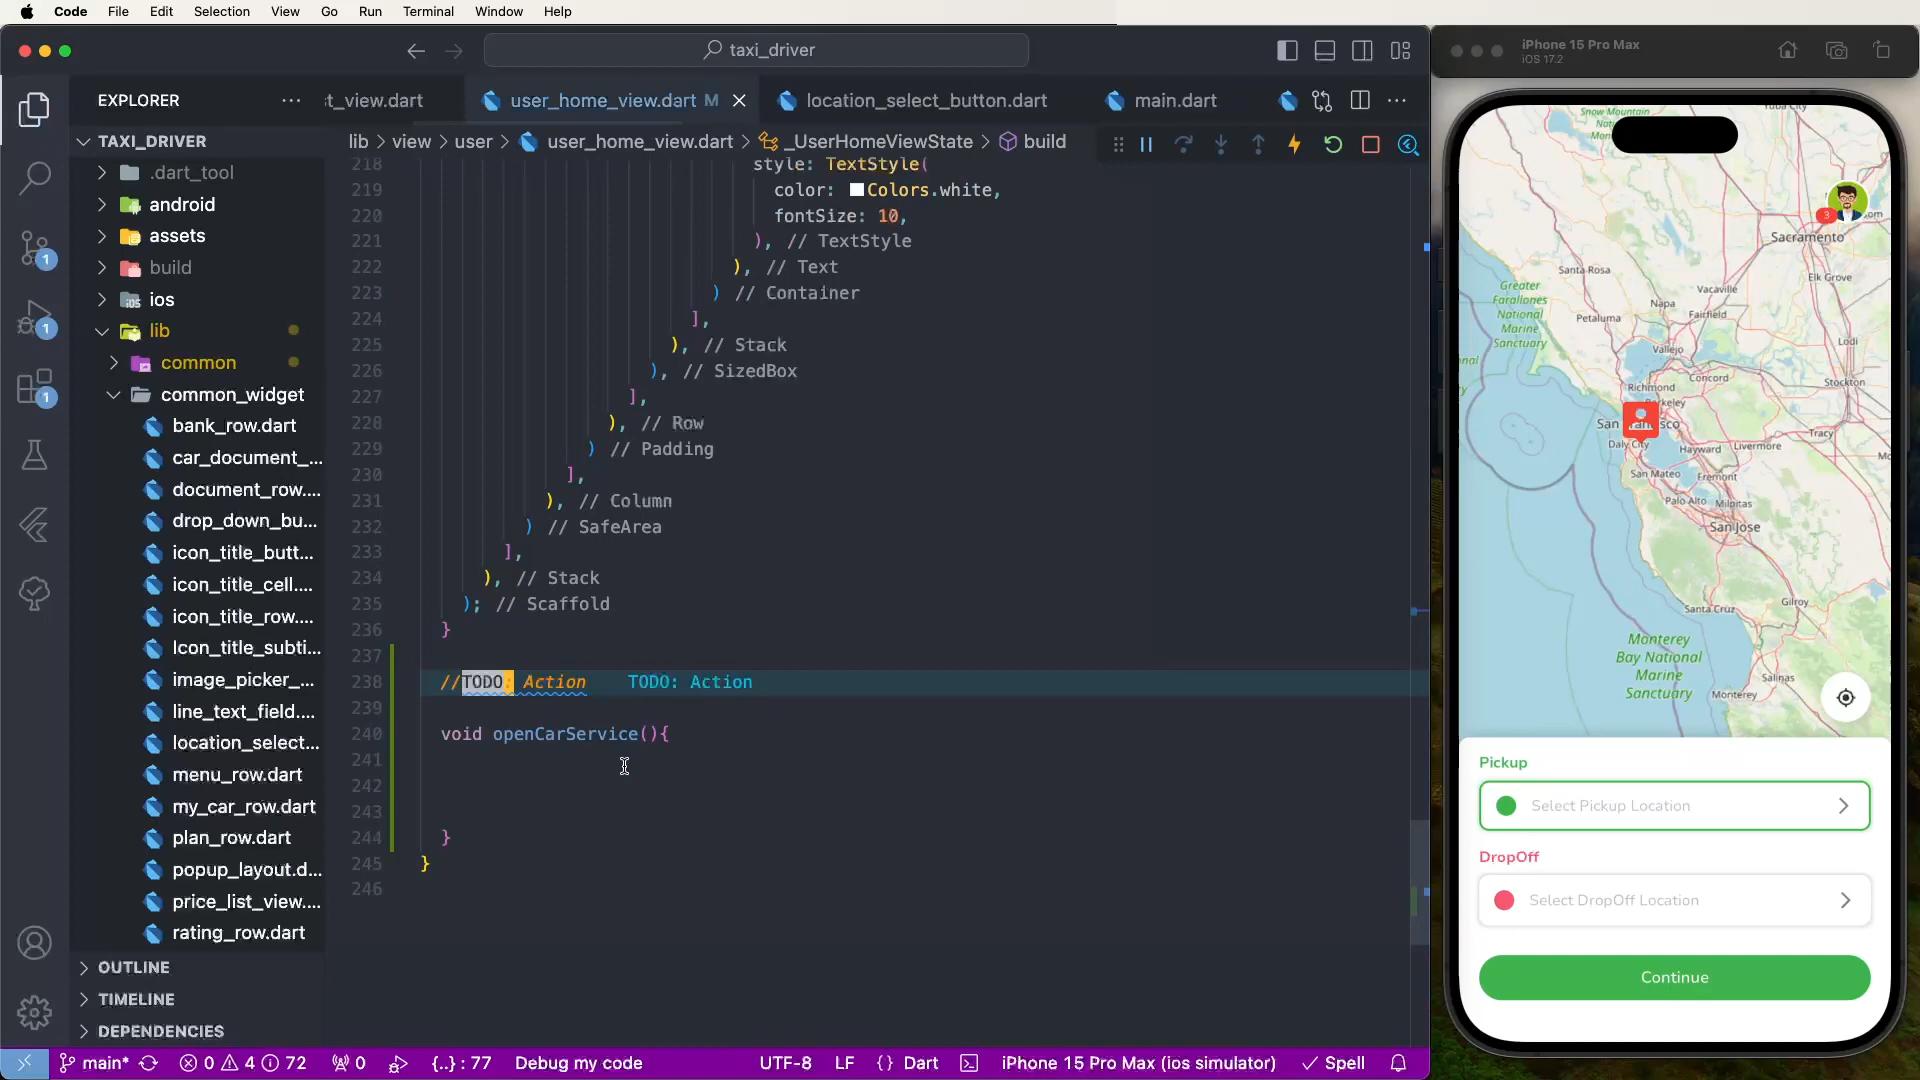 Code File Edit Selection View Go Run Terminal Window Help
taxi_driver
EXPLORER
t_view.dart
user_home_view.dart M
location_select_button.dart
main.dart
TAXI_DRIVER
lib > view > user > user_home_view.dart > _UserHomeViewState > build
.dart_tool
android
assets
build
ios
lib
common
common_widget
bank_row.dart
car_document_...
document_row....
drop_down_bu...
icon_title_butt...
icon_title_cell....
icon_title_row....
Icon_title_subti...
image_picker_...
line_text_field....
location_select...
menu_row.dart
my_car_row.dart
plan_row.dart
popup_layout.d...
price_list_view....
rating_row.dart
OUTLINE
TIMELINE
DEPENDENCIES
1
1
1
218 style: TextStyle(
219 color: Colors.white,
220 fontSize: 10,
221 ), // TextStyle
222 ), // Text
223 ) // Container
224 ],
225 ), // Stack
226 ), // SizedBox
227 ],
228 ), // Row
229 ) // Padding
230 ],
231 ), // Column
232 ) // SafeArea
233 ],
234 ), // Stack
235 ); // Scaffold
236 }
237
238 //TODO: Action TODO: Action
239
240 void openCarService(){
241
242
243
244 }
245 }
246
main* 0 4 72 0 {..} : 77 Debug my code UTF-8 LF {} Dart iPhone 15 Pro Max (ios simulator) Spell
iPhone 15 Pro Max
iOS 17.2
Snow Mountain
Yuba City
3
Sacramento
Santa Rosa
Elk Grove
Greater
Farallones
National
Marine
Sanctuary
Vacaville
Napa
Fairfield
Petaluma
Lodi
Vallejo
Stockton
Richmond
Concord
Berkeley
Daly City
Livermore
Tracy
Hayward
San Mateo
Fremont
Palo Alto
Milpitas
San Jose
Santa Cruz
Gilroy
Monterey
Bay National
Marine
Sanctuary
Salinas
Monterey
Pickup
Select Pickup Location
DropOff
Select DropOff Location
Continue